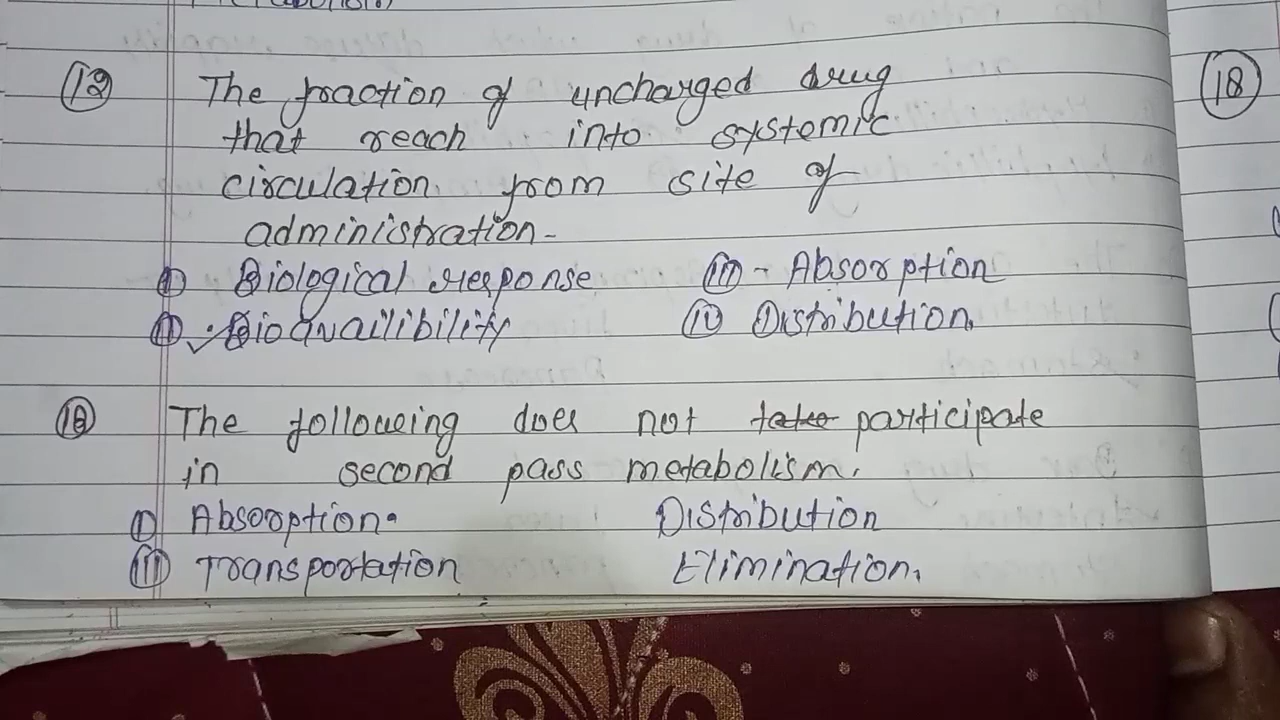 (12) The fraction of uncharged drug
that reach into systemic
circulation from site of
administration-
(I) Biological response (III) - Absorption
(II) ✓Bioavailibility (IV) Distribution.
The following does not take participate
in second pass metabolism.
(I) Absorption. Distribution
(III) Transportation Elimination.
(18)